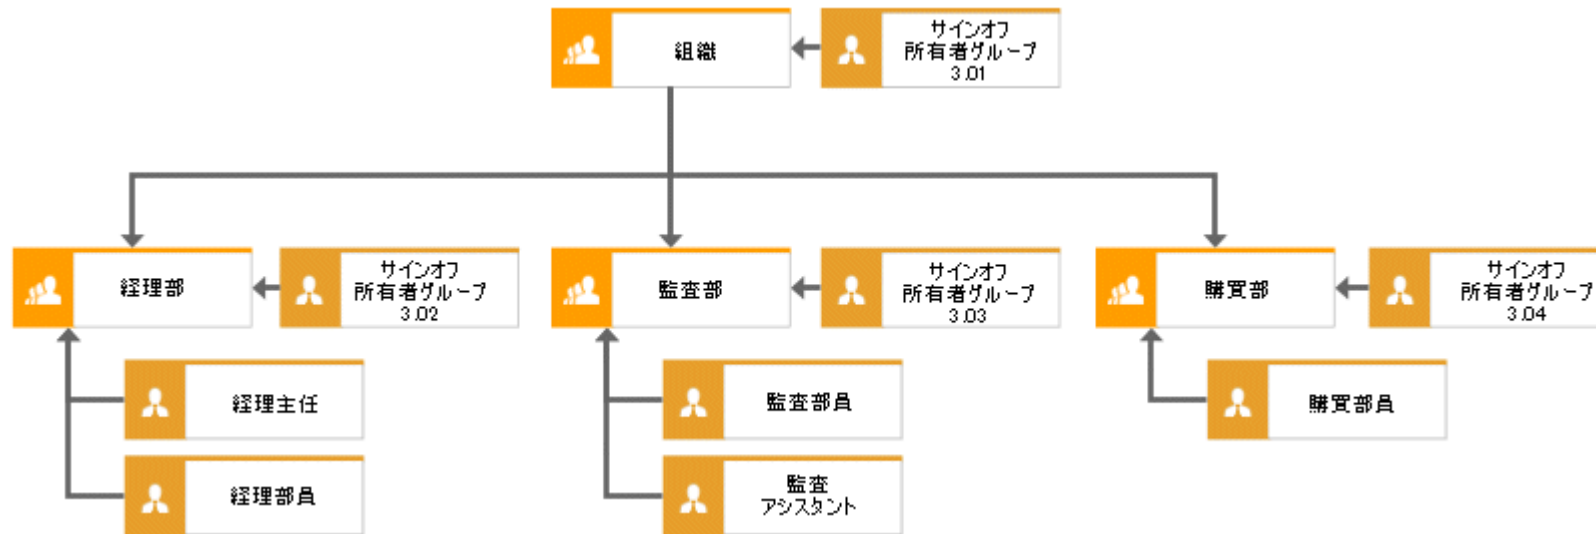 組織
サインオフ
所有者グループ
3.01
経理部
サインオフ
所有者グループ
3.02
監査部
サインオフ
所有者グループ
3.03
購買部
サインオフ
所有者グループ
3.04
経理主任
監査部員
購買部員
経理部員
監査
アシスタント